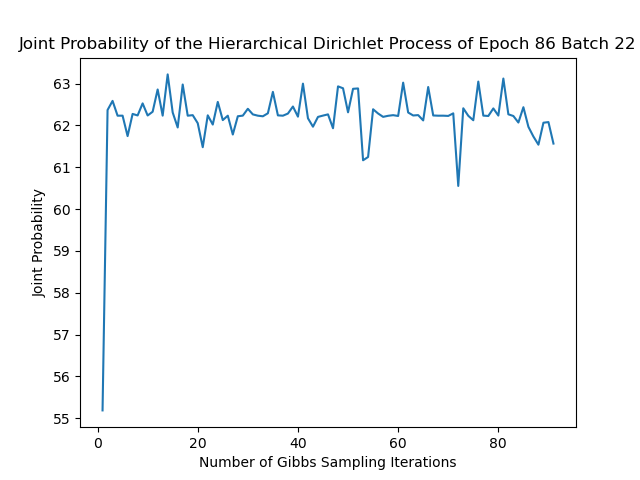 Joint Probability of the Hierarchical Dirichlet Process of Epoch 86 Batch 22
63
62
61
60
59
58
57
56
55
Joint Probability
0 20 40 60 80
Number of Gibbs Sampling Iterations